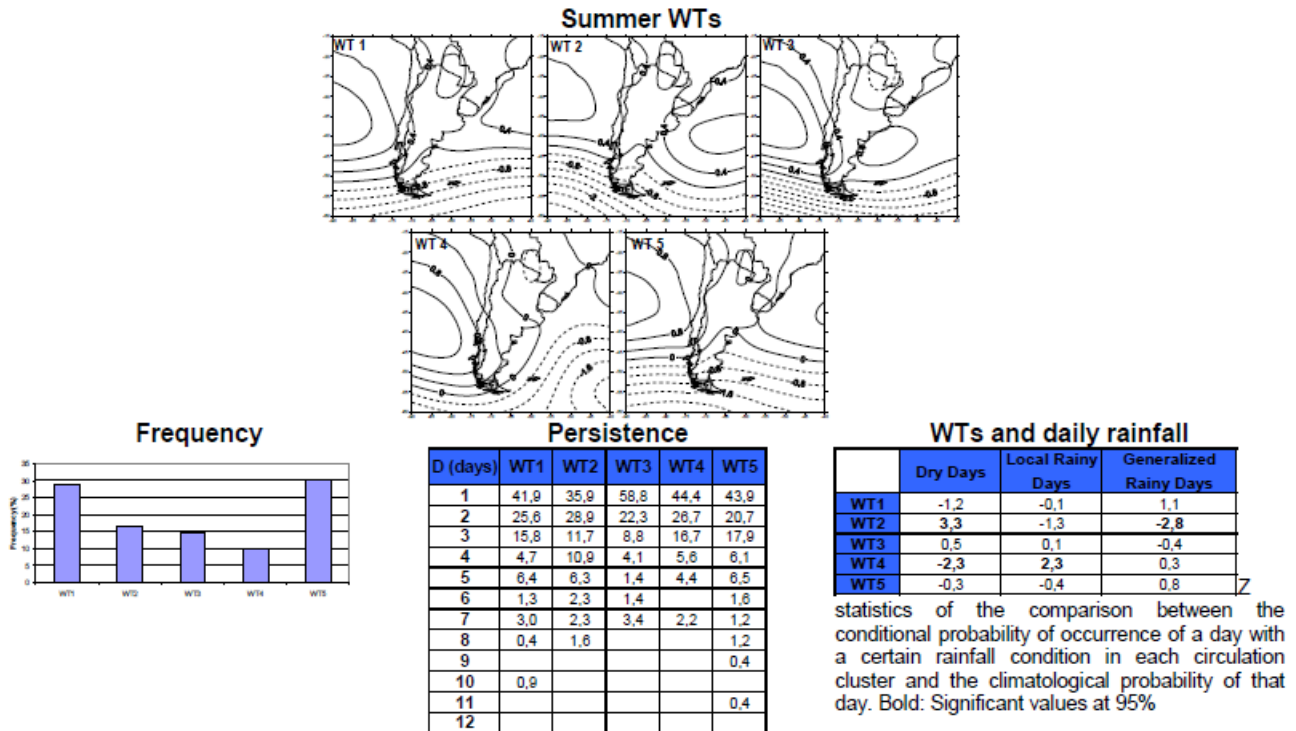 Summer WTs
WT 1
WT 2
WT 3
WT 4
WT 5
Frequency
Frequency(%)
35
30
25
20
15
10
5
0
WT1 WT2 WT3 WT4 WT5
Persistence
D (days) WT1 WT2 WT3 WT4 WT5
1 41,9 35,9 58,8 44,4 43,9
2 25,6 28,9 22,3 26,7 20,7
3 15,8 11,7 8,8 16,7 17,9
4 4,7 10,9 4,1 5,6 6,1
5 6,4 6,3 1,4 4,4 6,5
6 1,3 2,3 1,4 1,6
7 3,0 2,3 3,4 2,2 1,2
8 0,4 1,6 1,2
9 0,4
10 0,9
11 0,4
12
WTs and daily rainfall
Dry Days Local Rainy Days Generalized Rainy Days
WT1 -1,2 -0,1 1,1
WT2 3,3 -1,3 -2,8
WT3 0,5 0,1 -0,4
WT4 -2,3 2,3 0,3
WT5 -0,3 -0,4 0,8 Z
statistics of the comparison between the
conditional probability of occurrence of a day with
a certain rainfall condition in each circulation
cluster and the climatological probability of that
day. Bold: Significant values at 95%